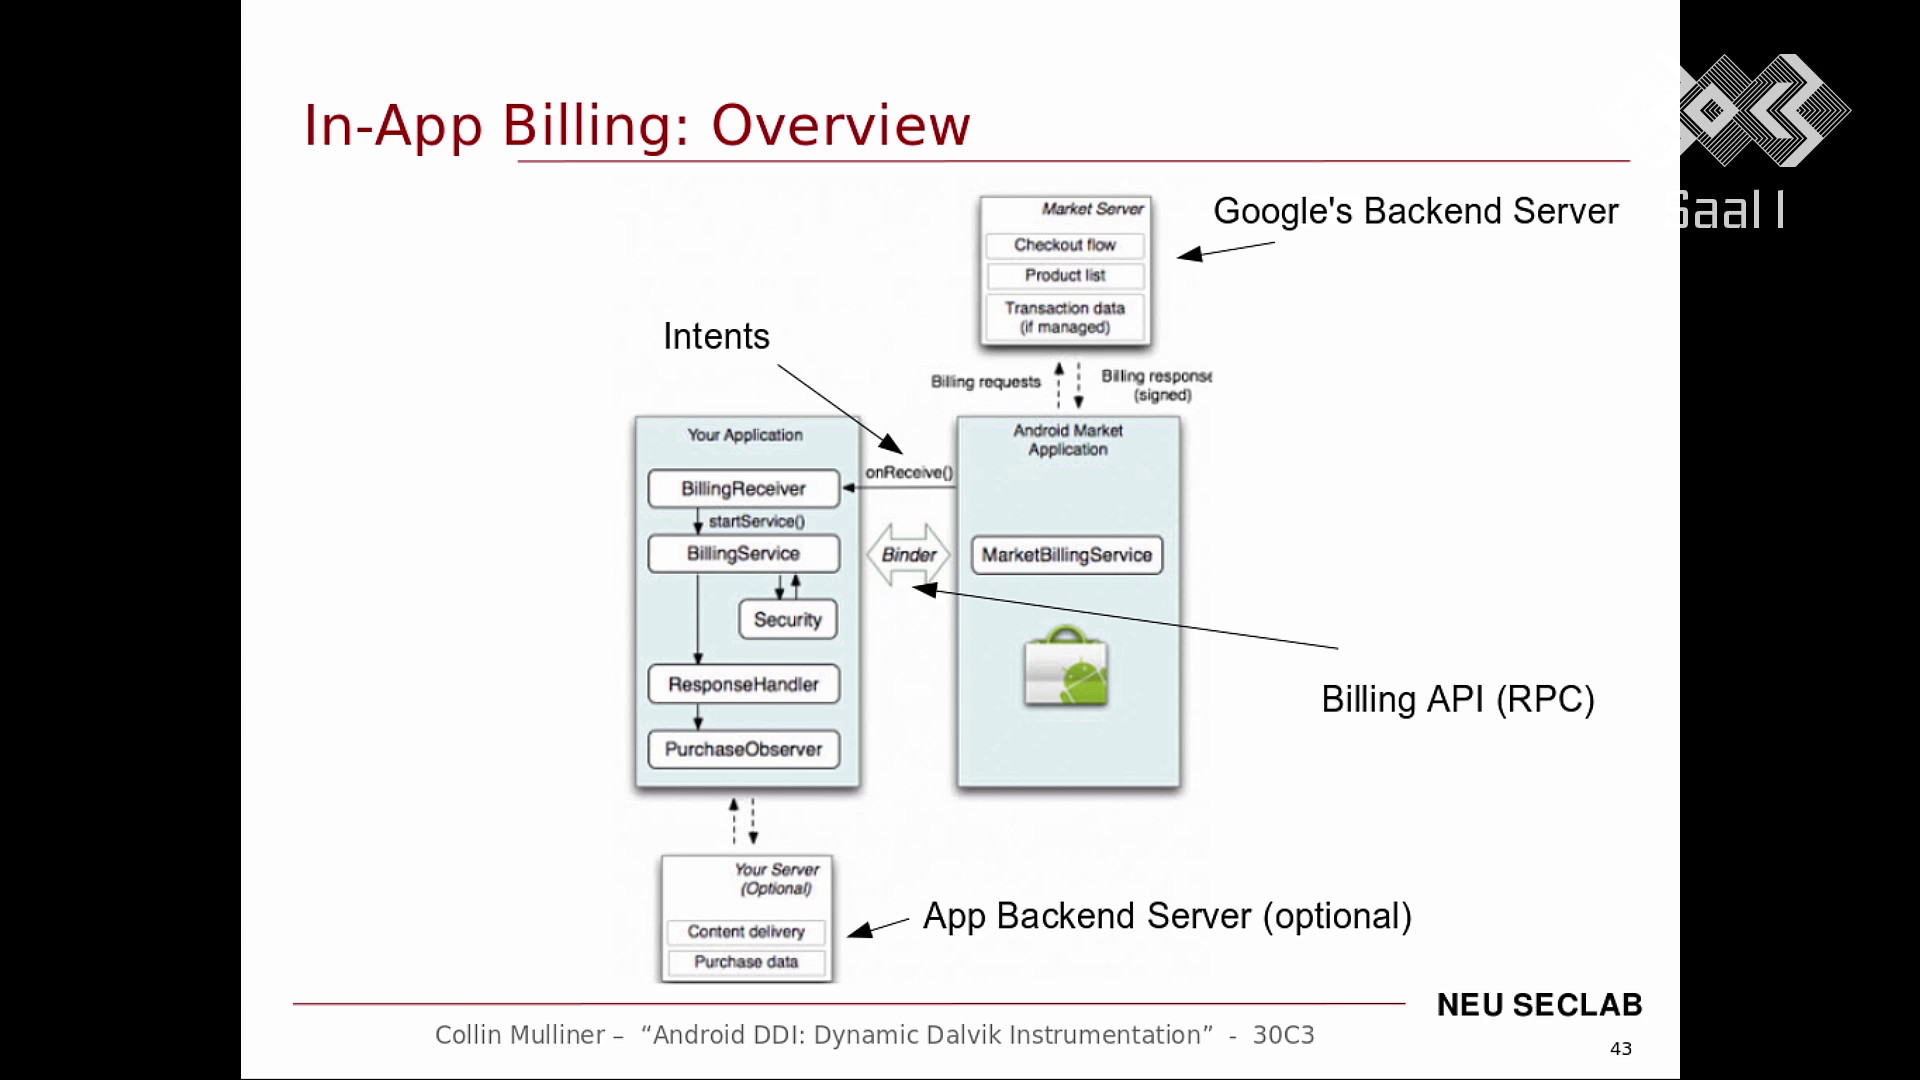 In-App Billing: Overview
Saal 1
Market Server
Google's Backend Server
Checkout flow
Product list
Transaction data
(if managed)
Intents
Billing requests
Billing response
(signed)
Your Application
Android Market
Application
onReceive()
BillingReceiver
startService()
BillingService
Binder
MarketBillingService
Security
ResponseHandler
Billing API (RPC)
PurchaseObserver
Your Server
(Optional)
App Backend Server (optional)
Content delivery
Purchase data
NEU SECLAB
Collin Mulliner – “Android DDI: Dynamic Dalvik Instrumentation” - 30C3
43